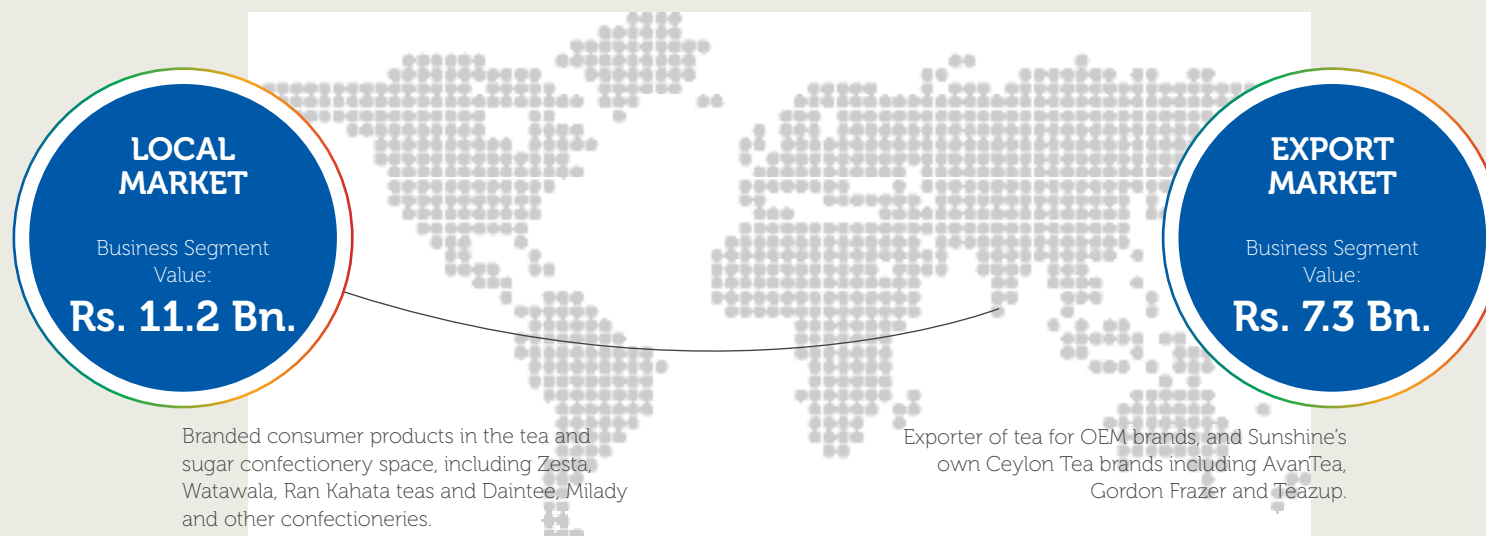 LOCAL
MARKET
Business Segment
Value:
Rs. 11.2 Bn.
Branded consumer products in the tea and
sugar confectionery space, including Zesta,
Watawala, Ran Kahata teas and Daintee, Milady
and other confectioneries.
EXPORT
MARKET
Business Segment
Value:
Rs. 7.3 Bn.
Exporter of tea for OEM brands, and Sunshine's
own Ceylon Tea brands including AvanTea,
Gordon Frazer and Teazup.